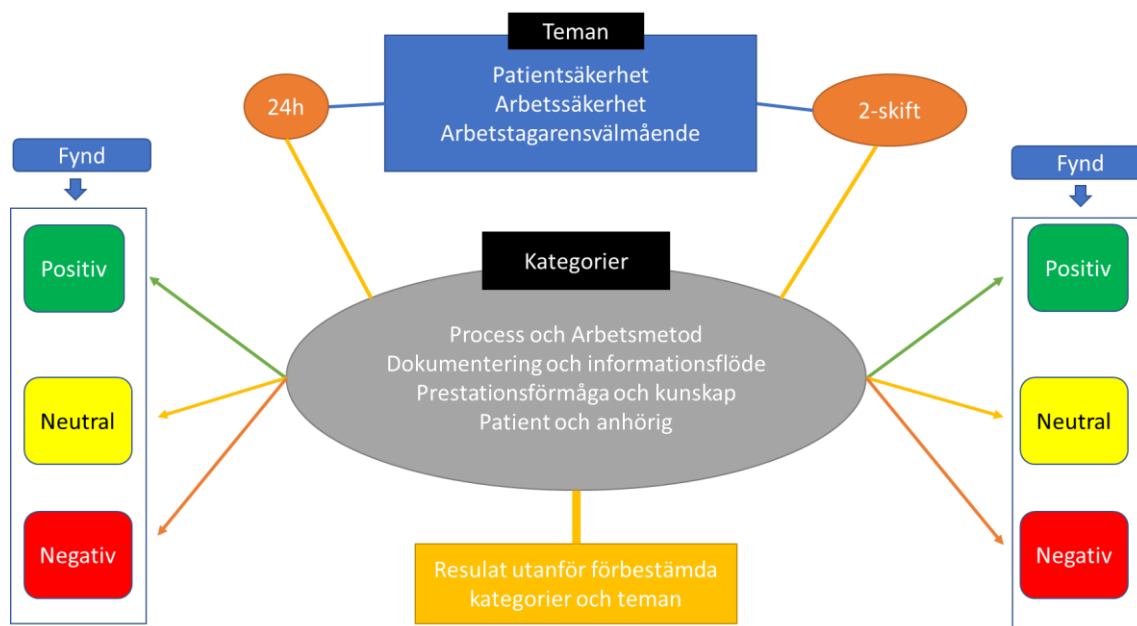 Teman
Patientsäkerhet
Arbetssäkerhet
Arbetstagarensvälmående
24h
2-skift
Fynd
Fynd
Positiv
Neutral
Negativ
Kategorier
Process och Arbetsmetod
Dokumentering och informationsflöde
Prestationsförmåga och kunskap
Patient och anhörig
Positiv
Neutral
Negativ
Resulat utanför förbestämda
kategorier och teman